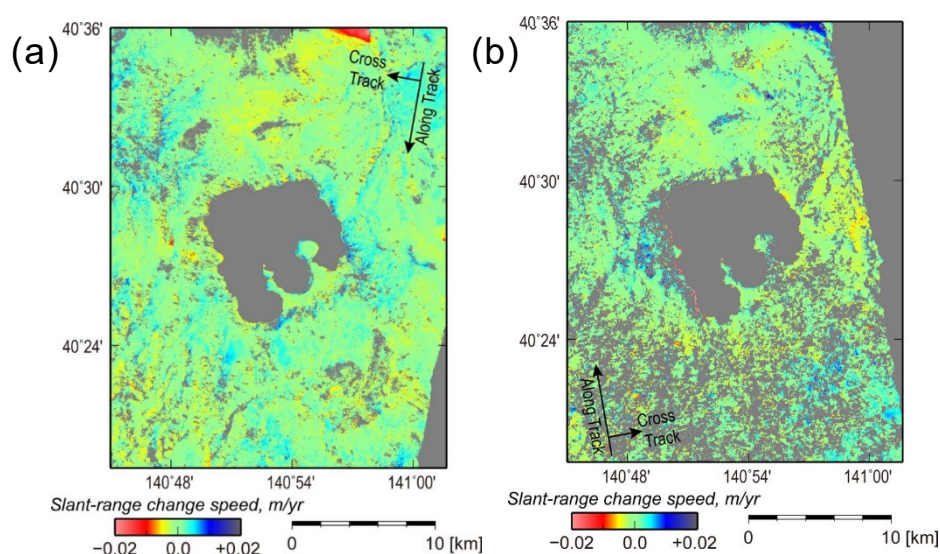 (a)
40°36'
40°30'
40°24'
140°48'
140°54'
141°00'
Cross
Track
Along Track
Slant-range change speed, m/yr
−0.02
0.0
+0.02
0
10 [km]
(b)
40°36'
40°30'
40°24'
140°48'
140°54'
141°00'
Along Track
Cross
Track
Slant-range change speed, m/yr
−0.02
0.0
+0.02
0
10 [km]